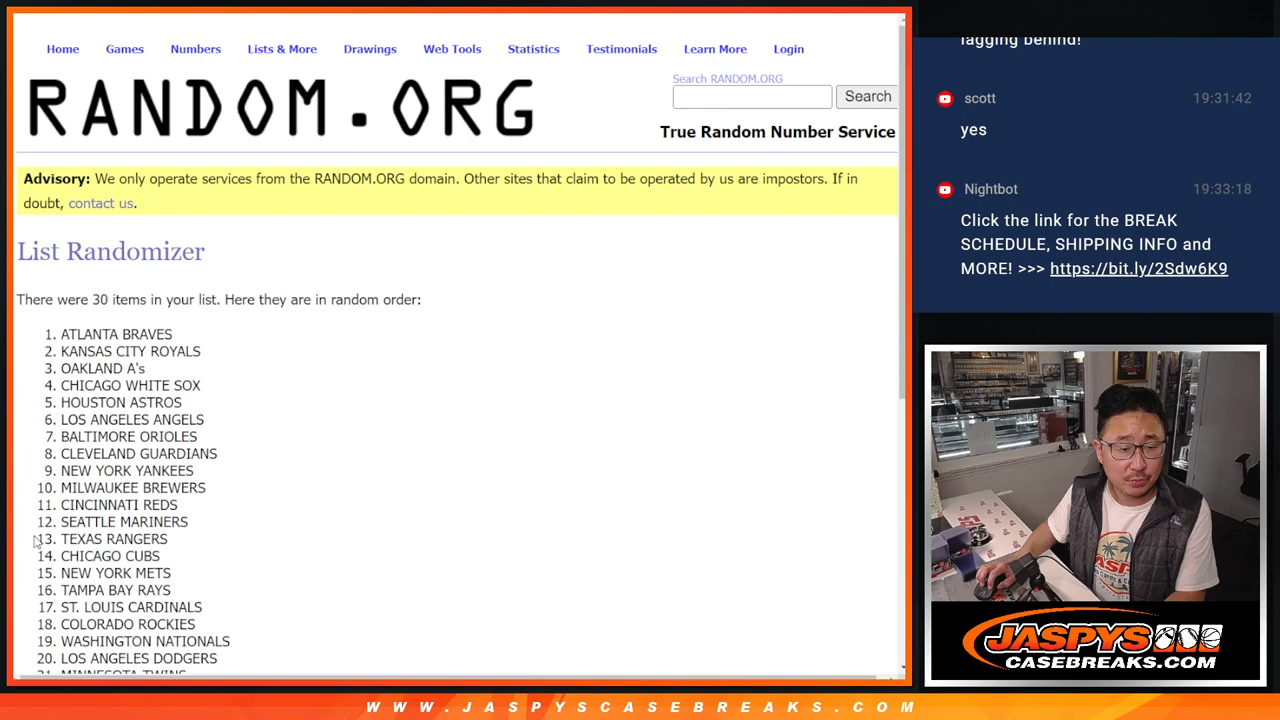 Home Games Numbers Lists & More Drawings Web Tools Statistics Testimonials Learn More Login
RANDOM.ORG
Search RANDOM.ORG
Search
True Random Number Service
Advisory: We only operate services from the RANDOM.ORG domain. Other sites that claim to be operated by us are impostors. If in
doubt, contact us.
List Randomizer
There were 30 items in your list. Here they are in random order:
1. ATLANTA BRAVES
2. KANSAS CITY ROYALS
3. OAKLAND A's
4. CHICAGO WHITE SOX
5. HOUSTON ASTROS
6. LOS ANGELES ANGELS
7. BALTIMORE ORIOLES
8. CLEVELAND GUARDIANS
9. NEW YORK YANKEES
10. MILWAUKEE BREWERS
11. CINCINNATI REDS
12. SEATTLE MARINERS
13. TEXAS RANGERS
14. CHICAGO CUBS
15. NEW YORK METS
16. TAMPA BAY RAYS
17. ST. LOUIS CARDINALS
18. COLORADO ROCKIES
19. WASHINGTON NATIONALS
20. LOS ANGELES DODGERS
21. MINNESOTA TWINS
lagging behind!
scott 19:31:42
yes
Nightbot 19:33:18
Click the link for the BREAK
SCHEDULE, SHIPPING INFO and
MORE! >>> https://bit.ly/2Sdw6K9
JASPYS
CASEBREAKS.COM
WWW.JASPYSCASEBREAKS.COM